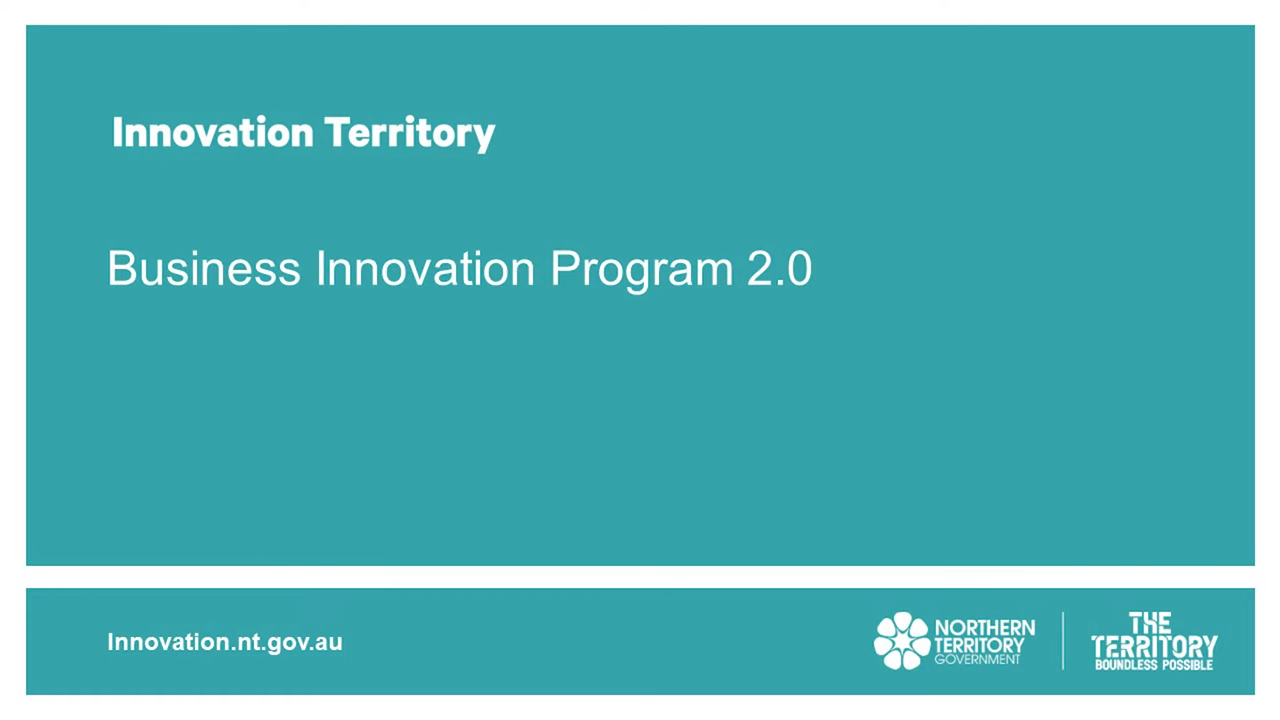 Innovation Territory
Business Innovation Program 2.0
Innovation.nt.gov.au
NORTHERN
TERRITORY
GOVERNMENT
THE
TERRITORY
BOUNDLESS POSSIBLE